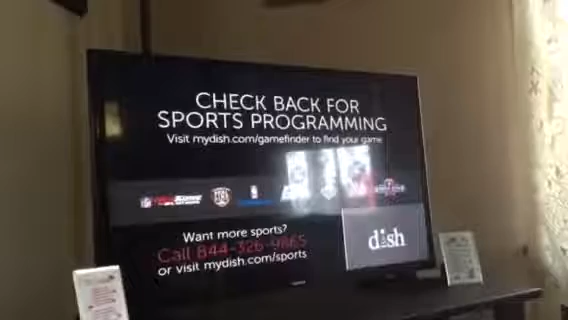 CHECK BACK FOR
SPORTS PROGRAMMING
Visit mydish.com/gamefinder to find your game
NFL
Want more sports?
Call 844-326-9865
or visit mydish.com/sports
dish